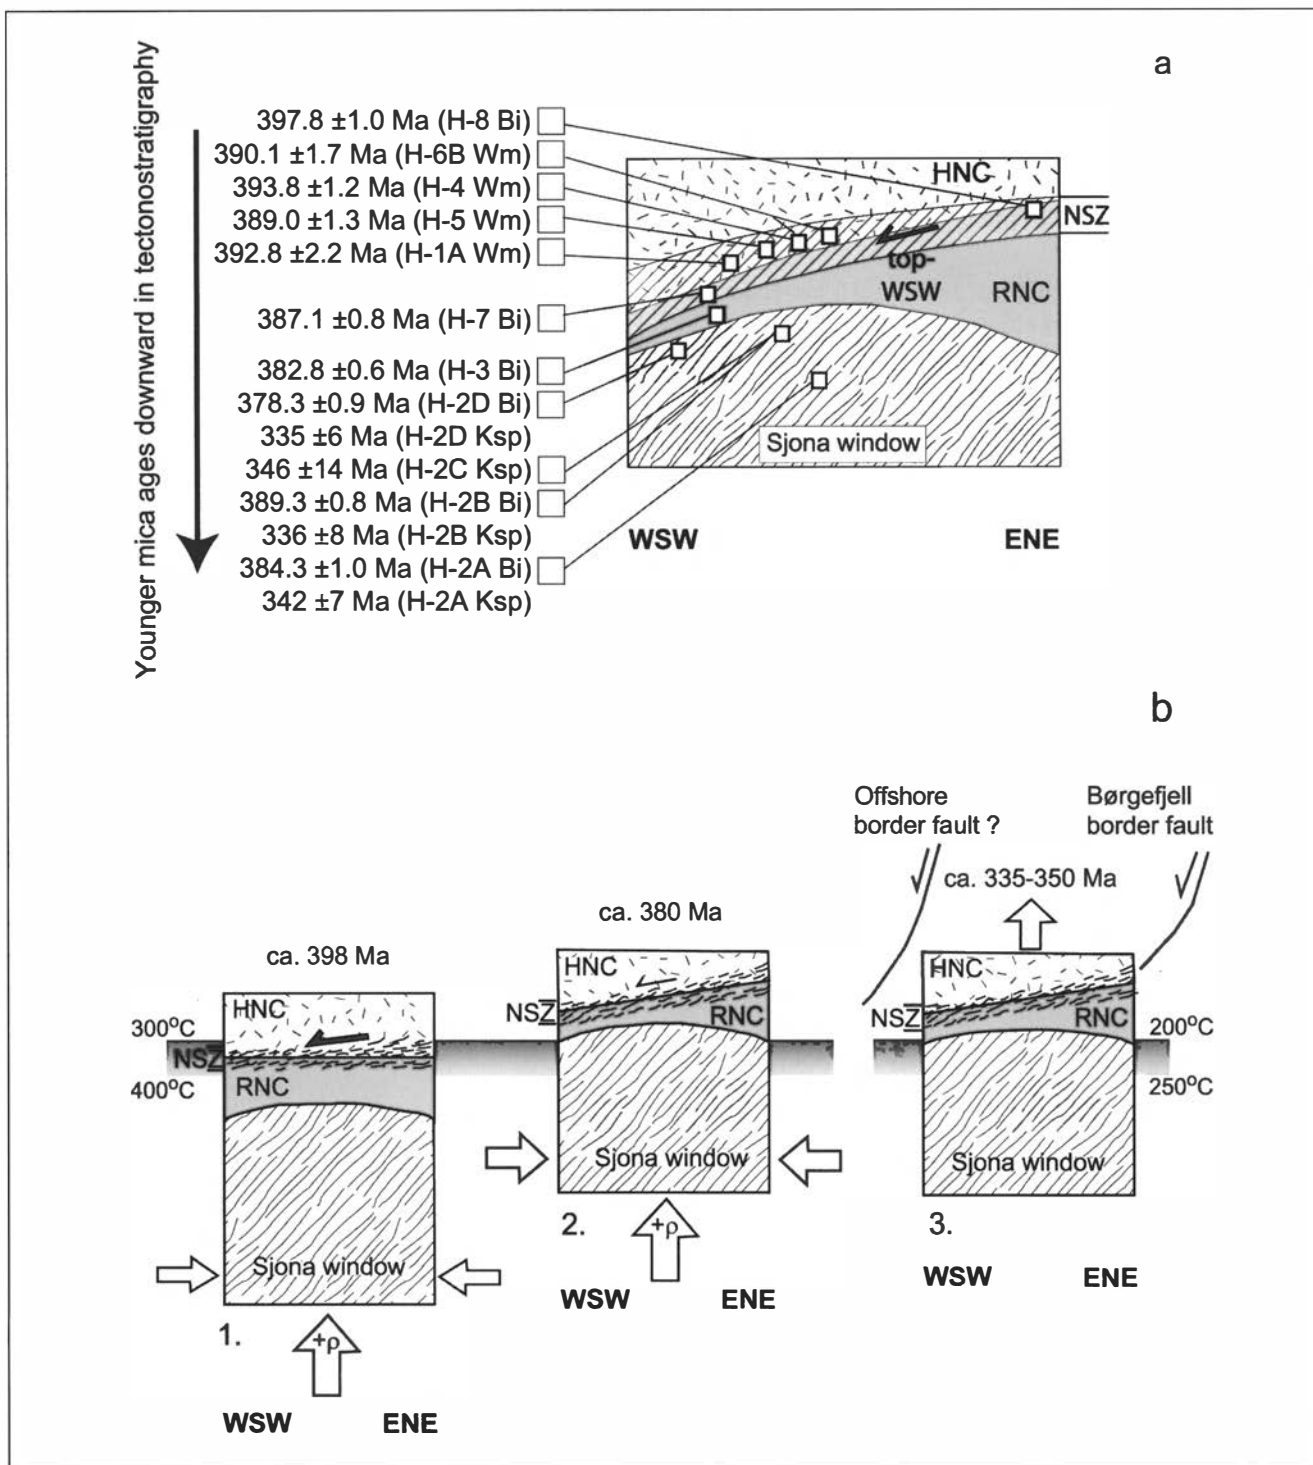 a
Younger mica ages downward in tectonostratigraphy
397.8 ±1.0 Ma (H-8 Bi)
390.1 ±1.7 Ma (H-6B Wm)
393.8 ±1.2 Ma (H-4 Wm)
389.0 ±1.3 Ma (H-5 Wm)
392.8 ±2.2 Ma (H-1A Wm)
387.1 ±0.8 Ma (H-7 Bi)
382.8 ±0.6 Ma (H-3 Bi)
378.3 ±0.9 Ma (H-2D Bi)
335 ±6 Ma (H-2D Ksp)
346 ±14 Ma (H-2C Ksp)
389.3 ±0.8 Ma (H-2B Bi)
336 ±8 Ma (H-2B Ksp)
384.3 ±1.0 Ma (H-2A Bi)
342 ±7 Ma (H-2A Ksp)
HNC
NSZ
top-
WSW
RNC
Sjona window
WSW ENE
b
ca. 398 Ma
HNC
300°C
NSZ
400°C
RNC
Sjona window
1.
+ρ
WSW ENE
ca. 380 Ma
HNC
NSZ
RNC
Sjona window
2.
+ρ
WSW ENE
Offshore
border fault ?
Børgefjell
border fault
ca. 335-350 Ma
HNC
NSZ
RNC
200°C
250°C
Sjona window
3.
WSW ENE